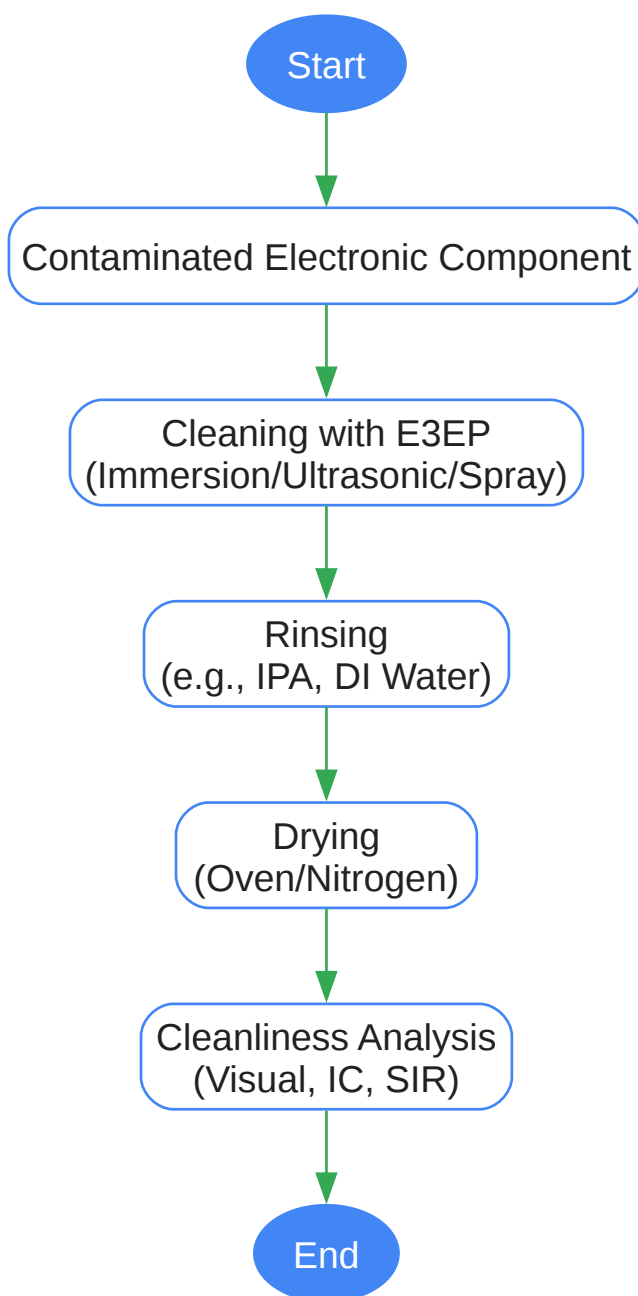 Start
Contaminated Electronic Component
Cleaning with E3EP
(Immersion/Ultrasonic/Spray)
Rinsing
(e.g., IPA, DI Water)
Drying
(Oven/Nitrogen)
Cleanliness Analysis
(Visual, IC, SIR)
End